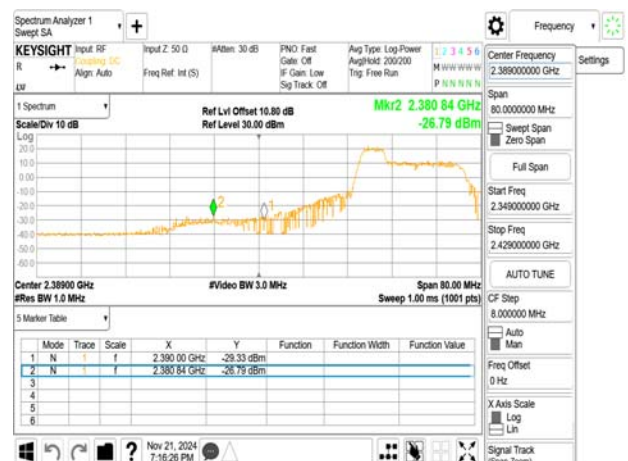 Spectrum Analyzer 1
Swept SA
+
Frequency
KEYSIGHT
Input: RF
Coupling: DC
Align: Auto
Input Z: 50 Ω
Freq Ref: Int (S)
#Atten: 30 dB
PNO: Fast
Gate: Off
IF Gain: Low
Sig Track: Off
Avg Type: Log-Power
Avg|Hold: 200/200
Trig: Free Run
1 2 3 4 5 6
M W W W W W
P N N N N N
R
LXI
Center Frequency
2.389000000 GHz
Settings
Span
80.0000000 MHz
Swept Span
Zero Span
Full Span
Start Freq
2.349000000 GHz
Stop Freq
2.429000000 GHz
AUTO TUNE
CF Step
8.000000 MHz
Auto
Man
Freq Offset
0 Hz
X Axis Scale
Log
Lin
Signal Track
(Span Zoom)
1 Spectrum
Scale/Div 10 dB
Log
Ref Lvl Offset 10.80 dB
Ref Level 30.00 dBm
Mkr2 2.380 84 GHz
-26.79 dBm
20.0
10.0
0.00
-10.0
-20.0
-30.0
-40.0
-50.0
-60.0
2
1
Center 2.38900 GHz
#Video BW 3.0 MHz
Span 80.00 MHz
#Res BW 1.0 MHz
Sweep 1.00 ms (1001 pts)
5 Marker Table
Mode Trace Scale X Y Function Function Width Function Value
1 N 1 f 2.390 00 GHz -29.33 dBm
2 N 1 f 2.380 84 GHz -26.79 dBm
3
4
5
6
?
Nov 21, 2024
7:16:26 PM